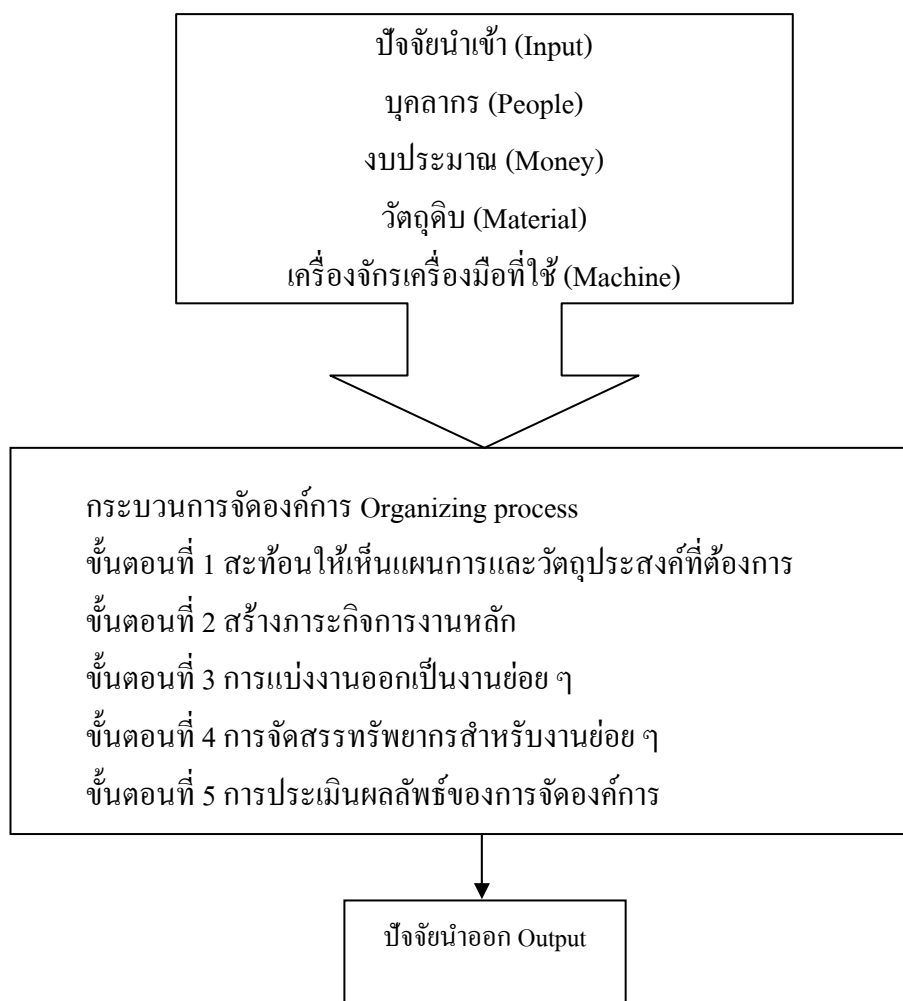 ปัจจัยนำเข้า (Input)
บุคลากร (People)
งบประมาณ (Money)
วัตถุดิบ (Material)
เครื่องจักรเครื่องมือที่ใช้ (Machine)
กระบวนการจัดองค์การ Organizing process
ขั้นตอนที่ 1 สะท้อนให้เห็นแผนการและวัตถุประสงค์ที่ต้องการ
ขั้นตอนที่ 2 สร้างภาระกิจการงานหลัก
ขั้นตอนที่ 3 การแบ่งงานออกเป็นงานย่อย ๆ
ขั้นตอนที่ 4 การจัดสรรทรัพยากรสำหรับงานย่อย ๆ
ขั้นตอนที่ 5 การประเมินผลลัพธ์ของการจัดองค์การ
ปัจจัยนำออก Output